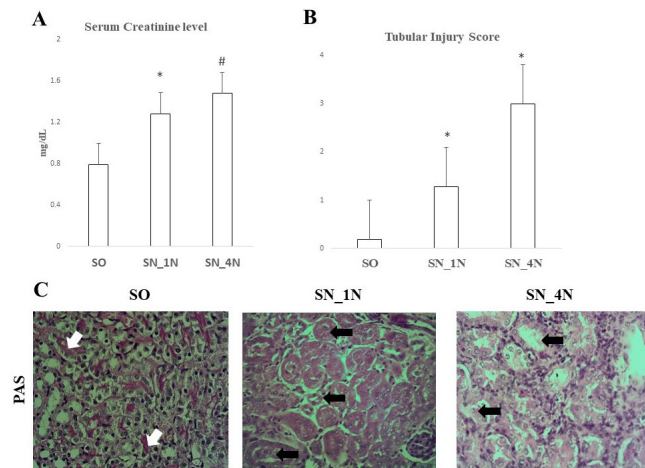 A
Serum Creatinine level
2
1.6
1.2
0.8
0.4
0
mg/dL
*
#
SO
SN_1N
SN_4N
B
Tubular Injury Score
4
3
2
1
0
*
*
SO
SN_1N
SN_4N
C
SO
SN_1N
SN_4N
PAS